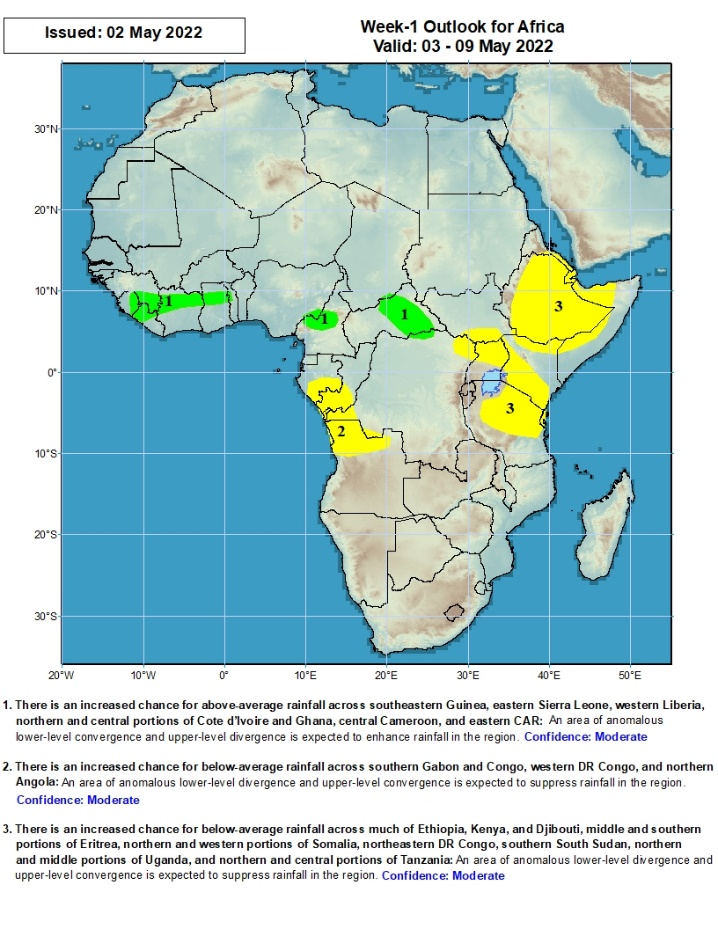 Issued: 02 May 2022
Week-1 Outlook for Africa
Valid: 03 - 09 May 2022
30°N
20°N
10°N
0°
10°S
20°S
30°S
1
1
1
3
5
3
2
20°W
10°W
0°
10°E
20°E
30°E
40°E
50°E
1. There is an increased chance for above-average rainfall across southeastern Guinea, eastern Sierra Leone, western Liberia,
northern and central portions of Cote d'Ivoire and Ghana, central Cameroon, and eastern CAR: An area of anomalous
lower-level convergence and upper-level divergence is expected to enhance rainfall in the region. Confidence: Moderate
2. There is an increased chance for below-average rainfall across southern Gabon and Congo, western DR Congo, and northern
Angola: An area of anomalous lower-level divergence and upper-level convergence is expected to suppress rainfall in the region.
Confidence: Moderate
3. There is an increased chance for below-average rainfall across much of Ethiopia, Kenya, and Djibouti, middle and southern
portions of Eritrea, northern and western portions of Somalia, northeastern DR Congo, southern South Sudan, northern
and middle portions of Uganda, and northern and central portions of Tanzania: An area of anomalous lower-level divergence and
upper-level convergence is expected to suppress rainfall in the region. Confidence: Moderate